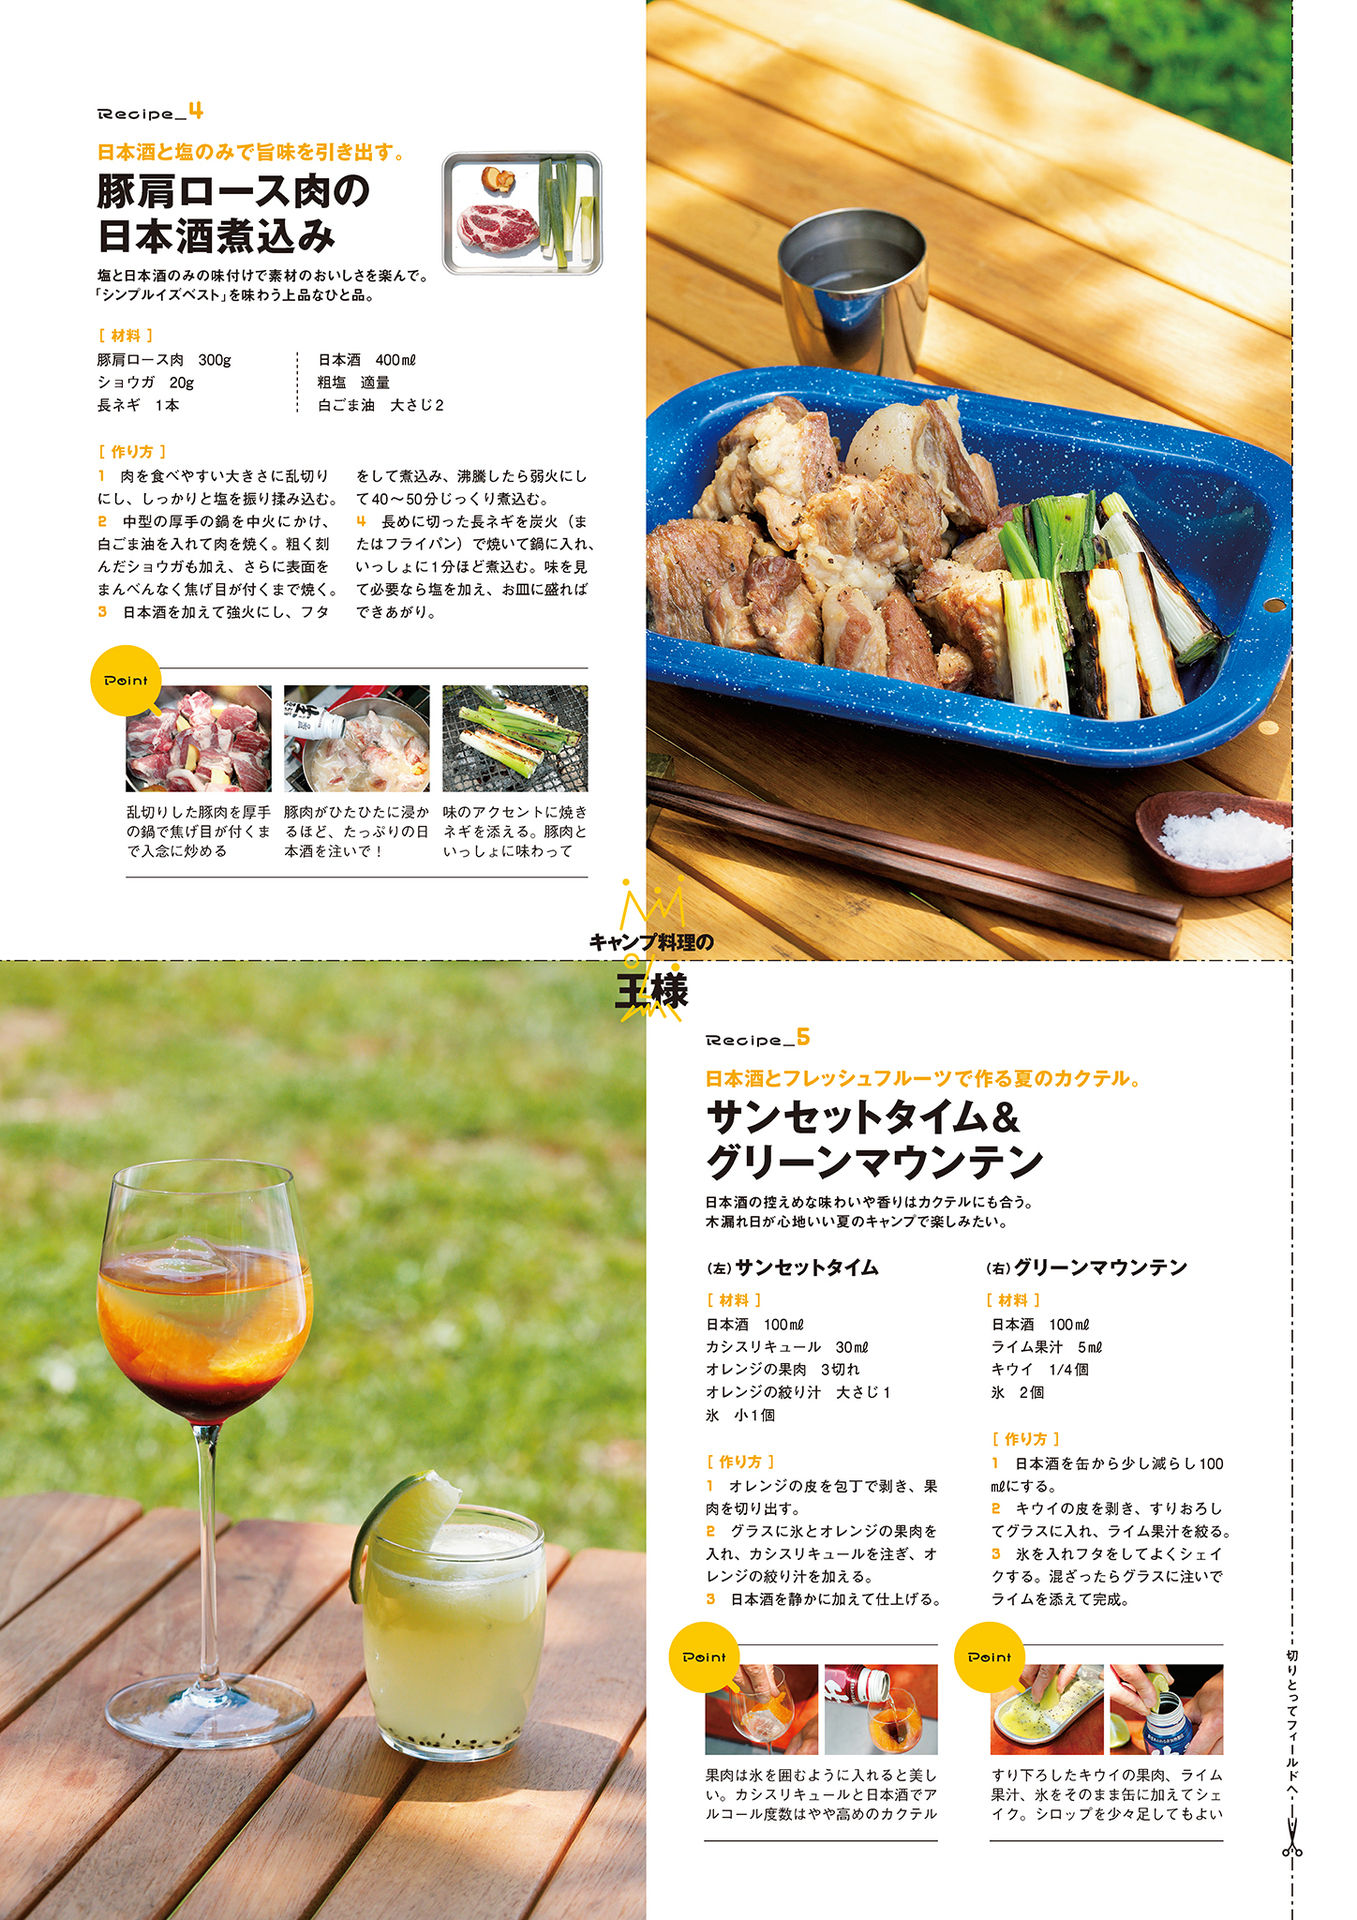 Recipe_4
日本酒と塩のみで旨味を引き出す。
豚肩ロース肉の
日本酒煮込み
塩と日本酒のみの味付けで素材のおいしさを楽んで。
「シンプルイズベスト」を味わう上品なひと品。
[ 材料 ]
豚肩ロース肉　300g
ショウガ　20g
長ネギ　1本
日本酒　400㎖
粗塩　適量
白ごま油　大さじ2
[ 作り方 ]
1　肉を食べやすい大きさに乱切り
にし、しっかりと塩を振り揉み込む。
2　中型の厚手の鍋を中火にかけ、
白ごま油を入れて肉を焼く。粗く刻
んだショウガも加え、さらに表面を
まんべんなく焦げ目が付くまで焼く。
3　日本酒を加えて強火にし、フタ
をして煮込み、沸騰したら弱火にし
て40〜50分じっくり煮込む。
4　長めに切った長ネギを炭火（ま
たはフライパン）で焼いて鍋に入れ、
いっしょに1分ほど煮込む。味を見
て必要なら塩を加え、お皿に盛れば
できあがり。
Point
乱切りした豚肉を厚手
の鍋で焦げ目が付くま
で入念に炒める
豚肉がひたひたに浸か
るほど、たっぷりの日
本酒を注いで！
味のアクセントに焼き
ネギを添える。豚肉と
いっしょに味わって
キャンプ料理の
王様
Recipe_5
日本酒とフレッシュフルーツで作る夏のカクテル。
サンセットタイム&
グリーンマウンテン
日本酒の控えめな味わいや香りはカクテルにも合う。
木漏れ日が心地いい夏のキャンプで楽しみたい。
（左）サンセットタイム
[ 材料 ]
日本酒　100㎖
カシスリキュール　30㎖
オレンジの果肉　3切れ
オレンジの絞り汁　大さじ1
氷　小1個
[ 作り方 ]
1　オレンジの皮を包丁で剥き、果
肉を切り出す。
2　グラスに氷とオレンジの果肉を
入れ、カシスリキュールを注ぎ、オ
レンジの絞り汁を加える。
3　日本酒を静かに加えて仕上げる。
Point
果肉は氷を囲むように入れると美し
い。カシスリキュールと日本酒でア
ルコール度数はやや高めのカクテル
（右）グリーンマウンテン
[ 材料 ]
日本酒　100㎖
ライム果汁　5㎖
キウイ　1/4個
氷　2個
[ 作り方 ]
1　日本酒を缶から少し減らし100
㎖にする。
2　キウイの皮を剥き、すりおろし
てグラスに入れ、ライム果汁を絞る。
3　氷を入れフタをしてよくシェイ
クする。混ざったらグラスに注いで
ライムを添えて完成。
Point
すり下ろしたキウイの果肉、ライム
果汁、氷をそのまま缶に加えてシェ
イク。シロップを少々足してもよい
切りとってフィールドへ